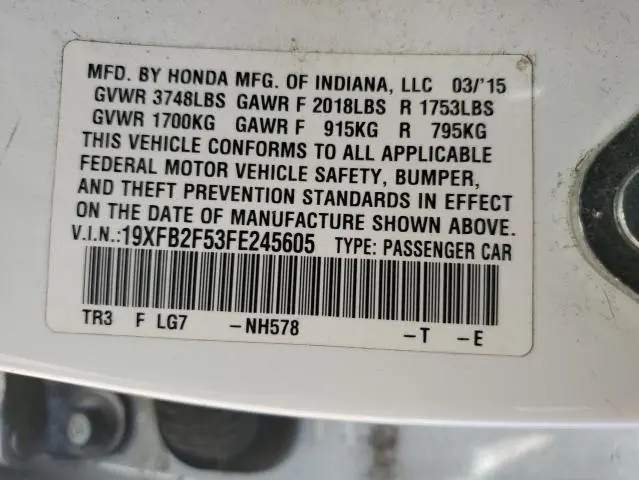 MFD. BY HONDA MFG. OF INDIANA, LLC 03/'15
GVWR 3748LBS GAWR F 2018LBS R 1753LBS
GVWR 1700KG GAWR F 915KG R 795KG
THIS VEHICLE CONFORMS TO ALL APPLICABLE
FEDERAL MOTOR VEHICLE SAFETY, BUMPER,
AND THEFT PREVENTION STANDARDS IN EFFECT
ON THE DATE OF MANUFACTURE SHOWN ABOVE.
V.I.N.:19XFB2F53FE245605 TYPE: PASSENGER CAR
TR3 F LG7 -NH578 -T -E